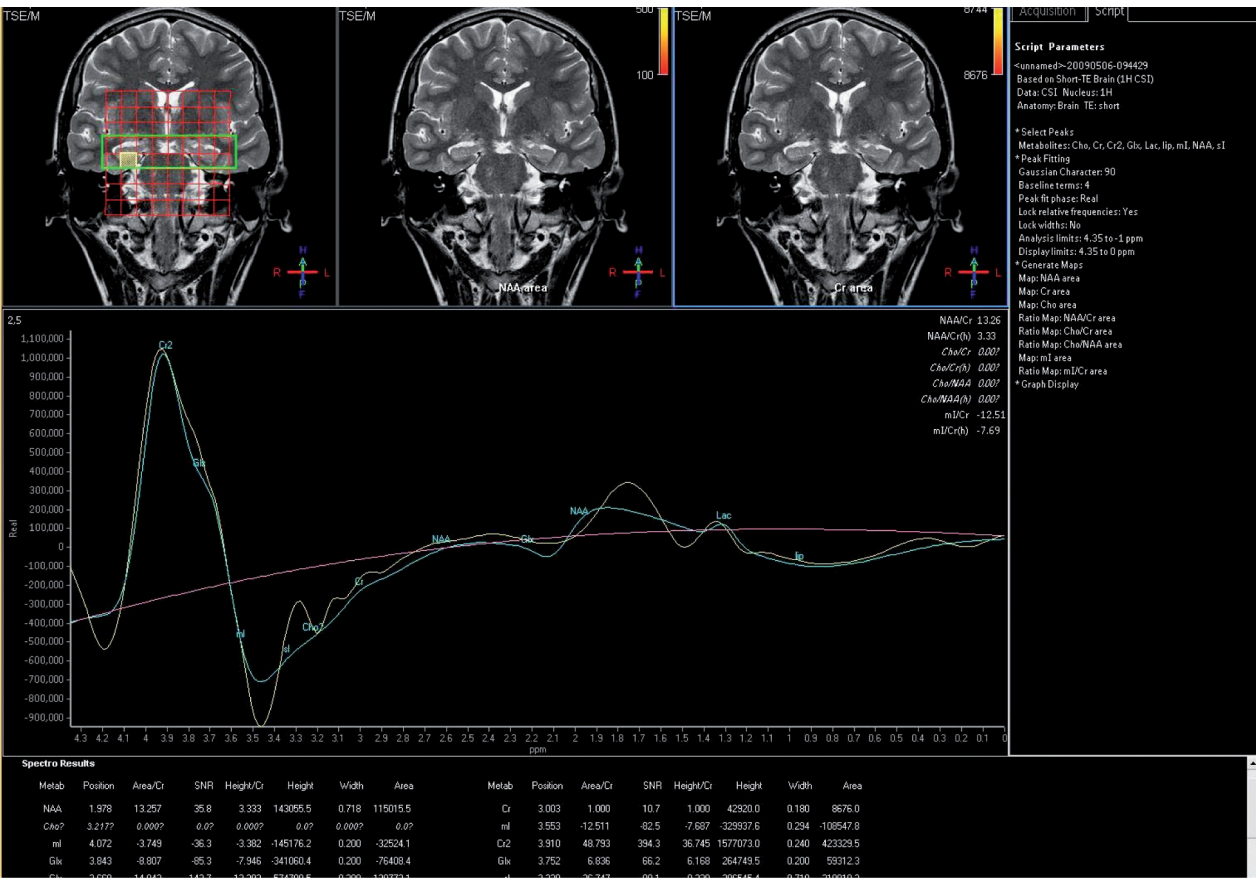 TSE/M
TSE/M
500
100
TSE/M
8744
8676
H
A
R L
P
F
H
A
R L
P
F
NAA area
H
A
R L
P
F
Cr area
Acquisition Script
Script Parameters
<unnamed>-20090506-094429
Based on Short-TE Brain (1H CSI)
Data: CSI Nucleus: 1H
Anatomy: Brain TE: short
* Select Peaks
Metabolites: Cho, Cr, Cr2, Glx, Lac, lip, mI, NAA, sI
* Peak Fitting
Gaussian Character: 90
Baseline terms: 4
Peak fit phase: Real
Lock relative frequencies: Yes
Lock widths: No
Analysis limits: 4.35 to -1 ppm
Display limits: 4.35 to 0 ppm
* Generate Maps
Map: NAA area
Map: Cr area
Map: Cho area
Ratio Map: NAA/Cr area
Ratio Map: Cho/Cr area
Ratio Map: Cho/NAA area
Map: mI area
Ratio Map: mI/Cr area
* Graph Display
2,5
NAA/Cr 13.26
NAA/Cr(h) 3.33
Cho/Cr 0.00?
Cho/Cr(h) 0.00?
Cho/NAA 0.00?
Cho/NAA(h) 0.00?
mI/Cr -12.51
mI/Cr(h) -7.69
1,100,000
1,000,000
900,000
800,000
700,000
600,000
500,000
400,000
300,000
200,000
100,000
0
-100,000
-200,000
-300,000
-400,000
-500,000
-600,000
-700,000
-800,000
-900,000
Real
Cr2
Glx
mI
sI
Cho?
Cr
NAA
Glx
NAA
Lac
lip
4.3 4.2 4.1 4 3.9 3.8 3.7 3.6 3.5 3.4 3.3 3.2 3.1 3 2.9 2.8 2.7 2.6 2.5 2.4 2.3 2.2 2.1 2 1.9 1.8 1.7 1.6 1.5 1.4 1.3 1.2 1.1 1 0.9 0.8 0.7 0.6 0.5 0.4 0.3 0.2 0.1 0
ppm
Spectro Results
Metab Position Area/Cr SNR Height/Cr Height Width Area Metab Position Area/Cr SNR Height/Cr Height Width Area
NAA 1.978 13.257 35.8 3.333 143055.5 0.718 115015.5 Cr 3.003 1.000 10.7 1.000 42920.0 0.180 8676.0
Cho? 3.217? 0.000? 0.0? 0.000? 0.0? 0.000? 0.0? mI 3.553 -12.511 -82.5 -7.687 -329937.6 0.294 -108547.8
mI 4.072 -3.749 -36.3 -3.382 -145176.2 0.200 -32524.1 Cr2 3.910 48.793 394.3 36.745 1577073.0 0.240 423329.5
Glx 3.843 -8.807 -85.3 -7.946 -341060.4 0.200 -76408.4 Glx 3.752 6.836 66.2 6.168 264749.5 0.200 59312.3